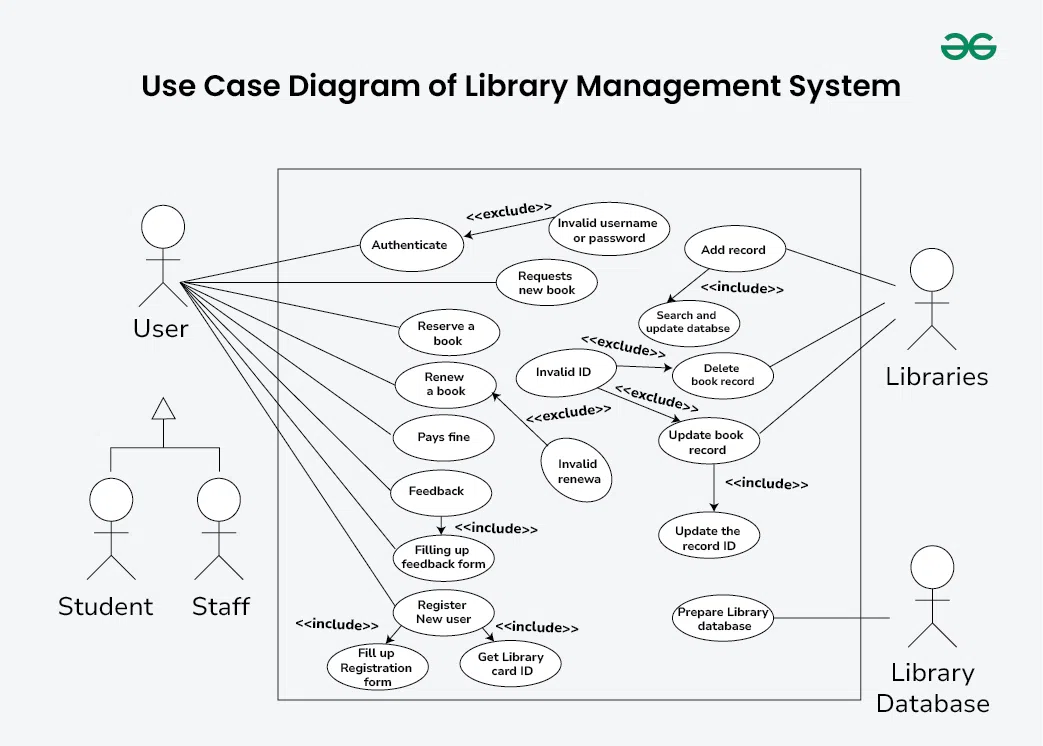 Use Case Diagram of Library Management System
<<exclude>>
Invalid username
or password
Authenticate
Add record
Requests
new book
<<include>>
Search and
update databse
Reserve a
book
User
<<exclude>>
Invalid ID
Delete
book record
Libraries
Renew
a book
<<exclude>>
<<exclude>>
Pays fine
Update book
record
Invalid
renewa
Feedback
<<include>>
<<include>>
Update the
record ID
Filling up
feedback form
Student
Staff
Register
New user
Prepare Library
database
<<include>>
<<include>>
Fill up
Registration
form
Get Library
card ID
Library
Database